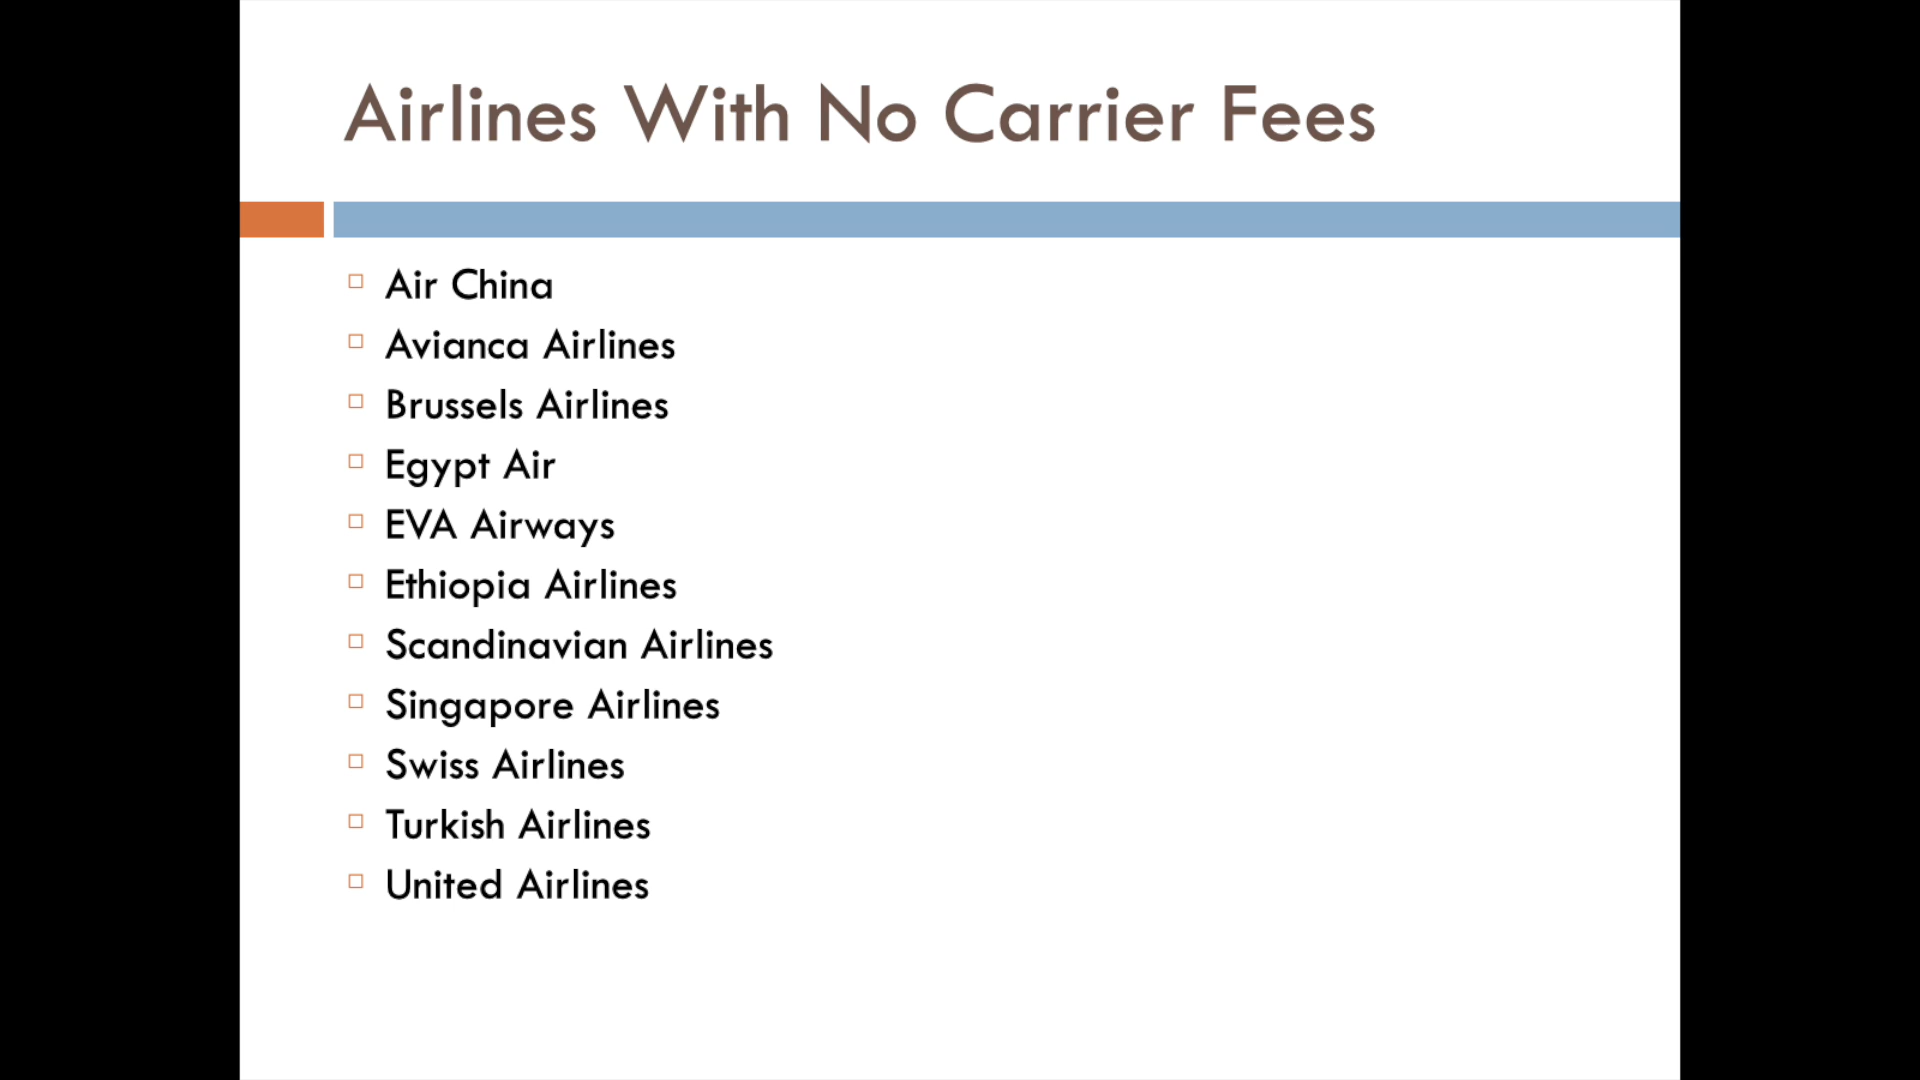 Airlines With No Carrier Fees
Air China
Avianca Airlines
Brussels Airlines
Egypt Air
EVA Airways
Ethiopia Airlines
Scandinavian Airlines
Singapore Airlines
Swiss Airlines
Turkish Airlines
United Airlines